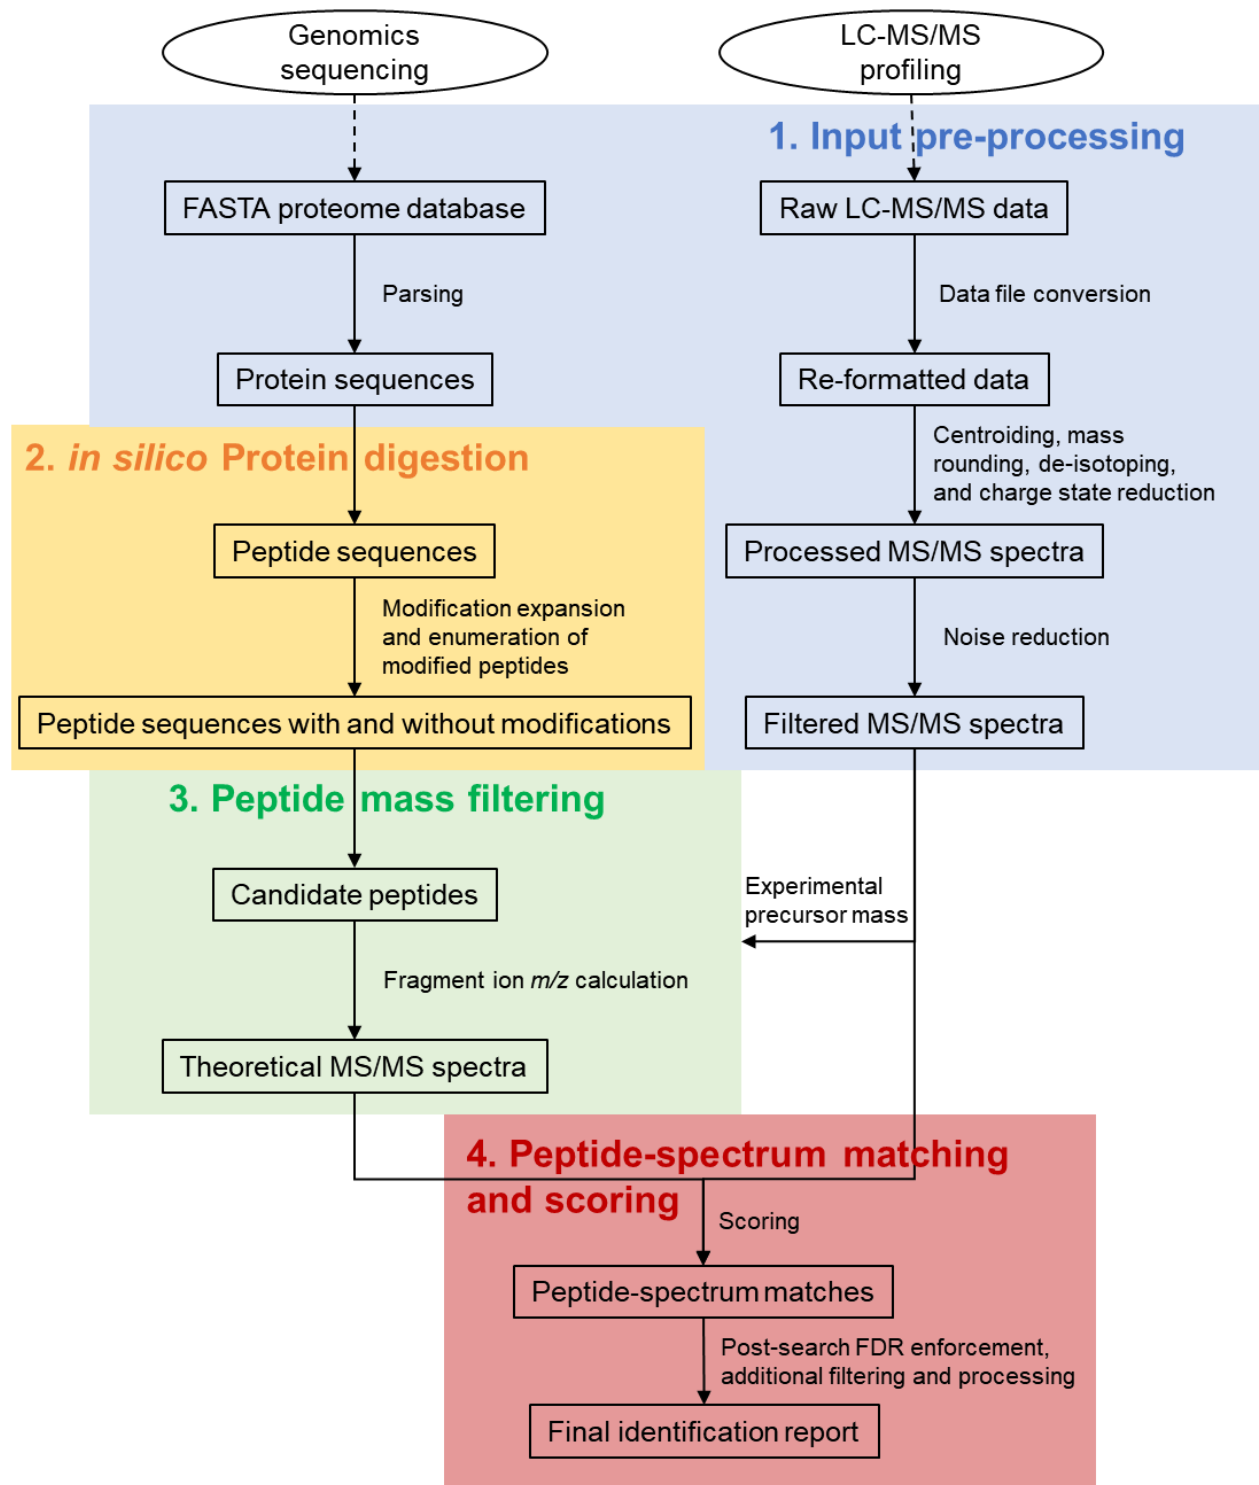 Genomics
sequencing
LC-MS/MS
profiling
1. Input pre-processing
FASTA proteome database
Raw LC-MS/MS data
Parsing
Data file conversion
Protein sequences
Re-formatted data
Centroiding, mass
rounding, de-isotoping,
and charge state reduction
2. in silico Protein digestion
Peptide sequences
Processed MS/MS spectra
Modification expansion
and enumeration of
modified peptides
Noise reduction
Peptide sequences with and without modifications
Filtered MS/MS spectra
3. Peptide mass filtering
Candidate peptides
Experimental
precursor mass
Fragment ion m/z calculation
Theoretical MS/MS spectra
4. Peptide-spectrum matching
and scoring
Scoring
Peptide-spectrum matches
Post-search FDR enforcement,
additional filtering and processing
Final identification report